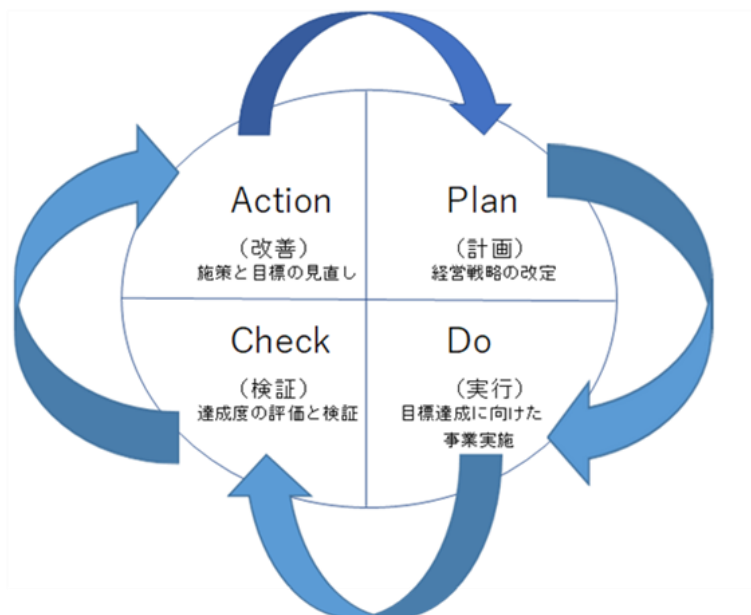 Action
（改善）
施策と目標の見直し
Plan
（計画）
経営戦略の改定
Check
（検証）
達成度の評価と検証
Do
（実行）
目標達成に向けた
事業実施